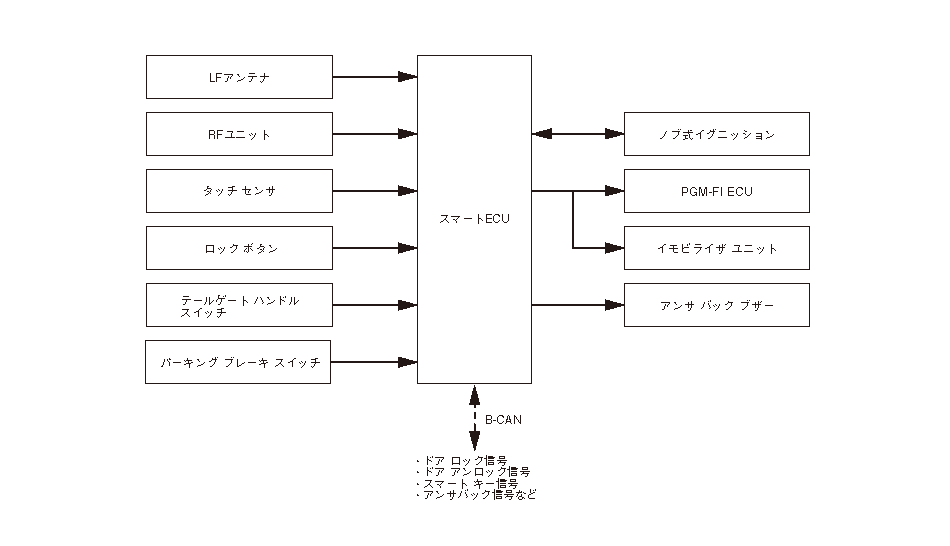 LFアンテナ
RFユニット
タッチ センサ
ロック ボタン
テールゲート ハンドル
スイッチ
パーキング ブレーキ スイッチ
スマートECU
ノブ式イグニッション
PGM-FI ECU
イモビライザ ユニット
アンサ バック ブザー
B-CAN
・ドア ロック信号
・ドア アンロック信号
・スマート キー信号
・アンサバック信号など